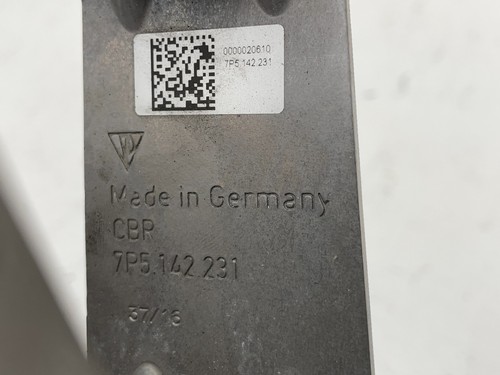 0000020610
7P5.142.231
Made in Germany
CBP
7P5.142.231
37/16